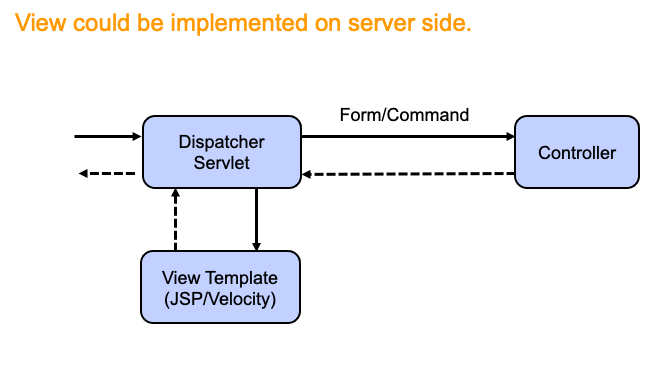 View could be implemented on server side.
Form/Command
Dispatcher
Servlet
Controller
View Template
(JSP/Velocity)